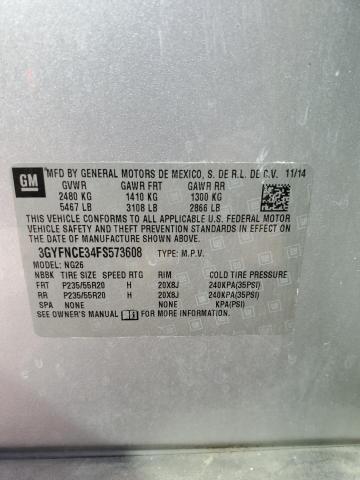 GM
MFD BY GENERAL MOTORS DE MEXICO, S. DE R.L. DE C.V. 11/14
GVWR GAWR FRT GAWR RR
2480 KG 1410 KG 1300 KG
5467 LB 3108 LB 2866 LB
THIS VEHICLE CONFORMS TO ALL APPLICABLE U.S. FEDERAL MOTOR
VEHICLE SAFETY AND THEFT PREVENTION STANDARDS IN EFFECT ON
THE DATE OF MANUFACTURE SHOWN ABOVE.
3GYFNCE34FS573608 TYPE: M.P.V.
MODEL: NG26
NBBK TIRE SIZE SPEED RTG RIM COLD TIRE PRESSURE
FRT P235/55R20 H 20X8J 240KPA(35PSI)
RR P235/55R20 H 20X8J 240KPA(35PSI)
SPA NONE NONE KPA(PSI)
SEE OWNER'S MANUAL FOR MORE INFORMATION.